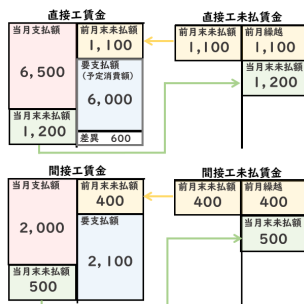 直接工賃金
当月支払額
6,500
当月末未払額
1,200
前月末未払額
1,100
要支払額
(予定消費額)
6,000
差異 600
直接工未払賃金
前月末未払額
1,100
前月繰越
1,100
当月末未払額
1,200
間接工賃金
当月支払額
2,000
当月末未払額
500
前月末未払額
400
要支払額
2,100
間接工未払賃金
前月末未払額
400
前月繰越
400
当月末未払額
500